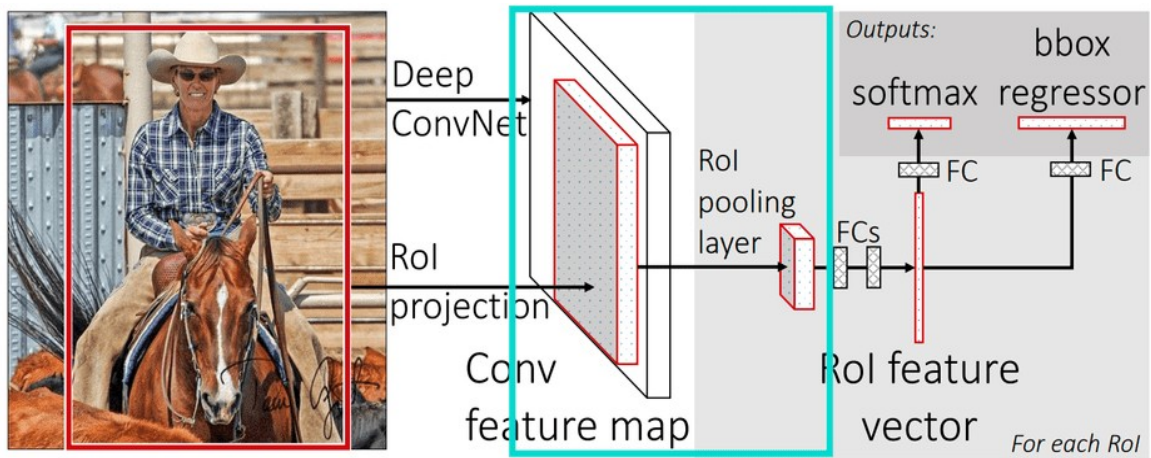 Deep
ConvNet
RoI
projection
Conv
feature map
RoI
pooling
layer
FCs
Outputs:
softmax
bbox
regressor
FC
FC
RoI feature
vector
For each RoI